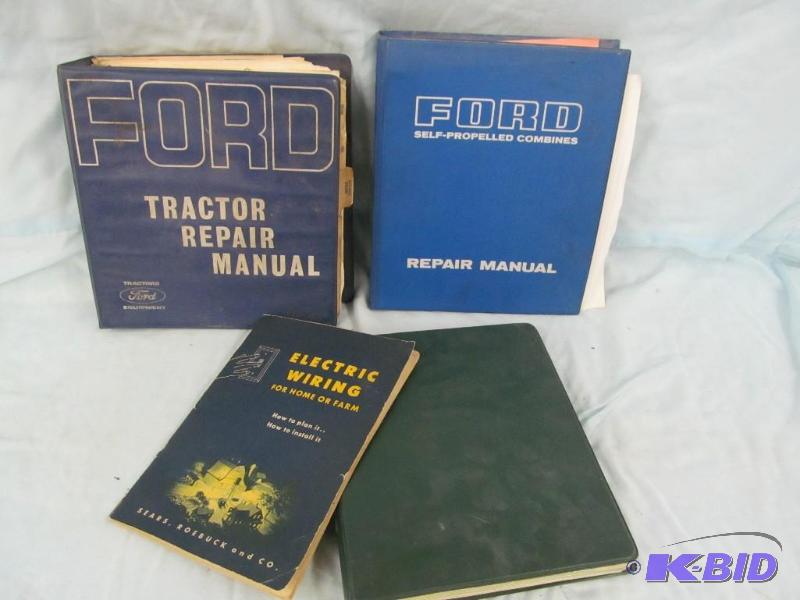 FORD
TRACTOR
REPAIR
MANUAL
TRACTORS
Ford
EQUIPMENT
FORD
SELF-PROPELLED COMBINES
REPAIR MANUAL
ELECTRIC
WIRING
FOR HOME OR FARM
How to plan it..
How to install it
SEARS, ROEBUCK and CO.
K-BID